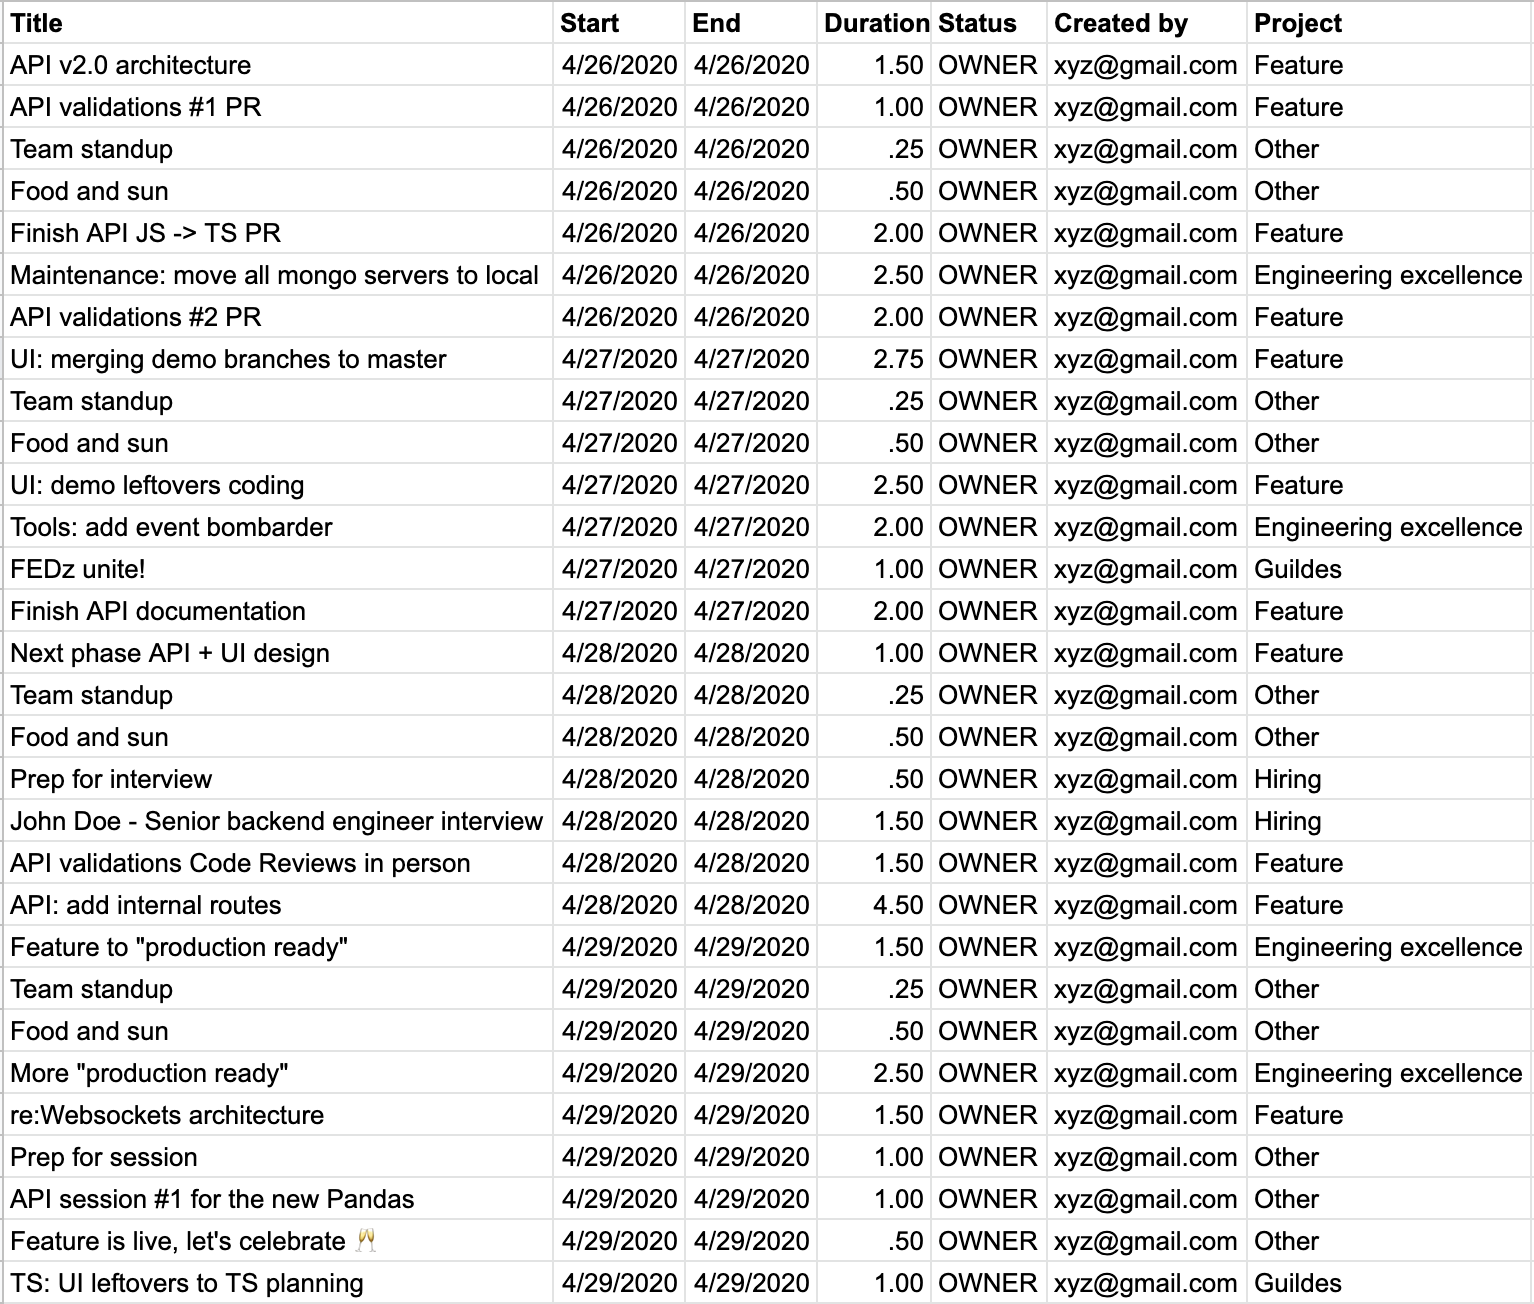 Title Start End Duration Status Created by Project
API v2.0 architecture 4/26/2020 4/26/2020 1.50 OWNER xyz@gmail.com Feature
API validations #1 PR 4/26/2020 4/26/2020 1.00 OWNER xyz@gmail.com Feature
Team standup 4/26/2020 4/26/2020 .25 OWNER xyz@gmail.com Other
Food and sun 4/26/2020 4/26/2020 .50 OWNER xyz@gmail.com Other
Finish API JS -> TS PR 4/26/2020 4/26/2020 2.00 OWNER xyz@gmail.com Feature
Maintenance: move all mongo servers to local 4/26/2020 4/26/2020 2.50 OWNER xyz@gmail.com Engineering excellence
API validations #2 PR 4/26/2020 4/26/2020 2.00 OWNER xyz@gmail.com Feature
UI: merging demo branches to master 4/27/2020 4/27/2020 2.75 OWNER xyz@gmail.com Feature
Team standup 4/27/2020 4/27/2020 .25 OWNER xyz@gmail.com Other
Food and sun 4/27/2020 4/27/2020 .50 OWNER xyz@gmail.com Other
UI: demo leftovers coding 4/27/2020 4/27/2020 2.50 OWNER xyz@gmail.com Feature
Tools: add event bombarder 4/27/2020 4/27/2020 2.00 OWNER xyz@gmail.com Engineering excellence
FEDz unite! 4/27/2020 4/27/2020 1.00 OWNER xyz@gmail.com Guildes
Finish API documentation 4/27/2020 4/27/2020 2.00 OWNER xyz@gmail.com Feature
Next phase API + UI design 4/28/2020 4/28/2020 1.00 OWNER xyz@gmail.com Feature
Team standup 4/28/2020 4/28/2020 .25 OWNER xyz@gmail.com Other
Food and sun 4/28/2020 4/28/2020 .50 OWNER xyz@gmail.com Other
Prep for interview 4/28/2020 4/28/2020 .50 OWNER xyz@gmail.com Hiring
John Doe - Senior backend engineer interview 4/28/2020 4/28/2020 1.50 OWNER xyz@gmail.com Hiring
API validations Code Reviews in person 4/28/2020 4/28/2020 1.50 OWNER xyz@gmail.com Feature
API: add internal routes 4/28/2020 4/28/2020 4.50 OWNER xyz@gmail.com Feature
Feature to "production ready" 4/29/2020 4/29/2020 1.50 OWNER xyz@gmail.com Engineering excellence
Team standup 4/29/2020 4/29/2020 .25 OWNER xyz@gmail.com Other
Food and sun 4/29/2020 4/29/2020 .50 OWNER xyz@gmail.com Other
More "production ready" 4/29/2020 4/29/2020 2.50 OWNER xyz@gmail.com Engineering excellence
re:Websockets architecture 4/29/2020 4/29/2020 1.50 OWNER xyz@gmail.com Feature
Prep for session 4/29/2020 4/29/2020 1.00 OWNER xyz@gmail.com Other
API session #1 for the new Pandas 4/29/2020 4/29/2020 1.00 OWNER xyz@gmail.com Other
Feature is live, let's celebrate 🥂 4/29/2020 4/29/2020 .50 OWNER xyz@gmail.com Other
TS: UI leftovers to TS planning 4/29/2020 4/29/2020 1.00 OWNER xyz@gmail.com Guildes